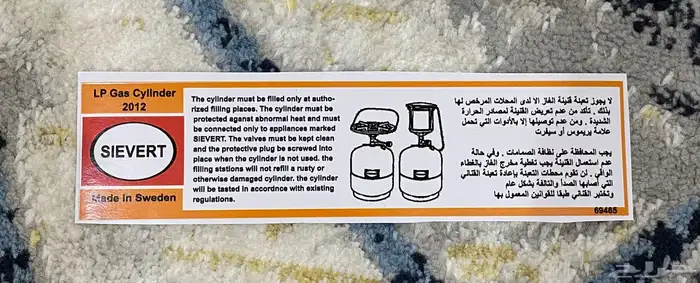 LP Gas Cylinder
2012
SIEVERT
Made in Sweden
The cylinder must be filled only at autho-
rized filling places. The cylinder must be
protected against abnormal heat and must
be connected only to appliances marked
SIEVERT. The valves must be kept clean
and the protective plug be screwed into
place when the cylinder is not used. the
filling stations will not refill a rusty or
otherwise damaged cylinder. the cylinder
will be tasted in accordnce with existing
regulations.
لا يجوز تعبئة قنينة الغاز الا لدى المحلات المرخص لها
بذلك . تأكد من عدم تعريض القنينة لمصادر الحرارة
الشديدة . ومن عدم توصيلها إلا بالأدوات التي تحمل
علامة بريموس أو سيفرت
يجب المحافظة على نظافة الصمامات . وفي حالة
عدم استعمال القنينة يجب تغطية مخرج الغاز بالغطاء
الواقي . لن تقوم محطات التعبئة بإعادة تعبئة القناني
التي أصابها الصدأ والتالفة بشكل عام
وتختبر القناني طبقا للقوانين المعمول بها
69465
حراج